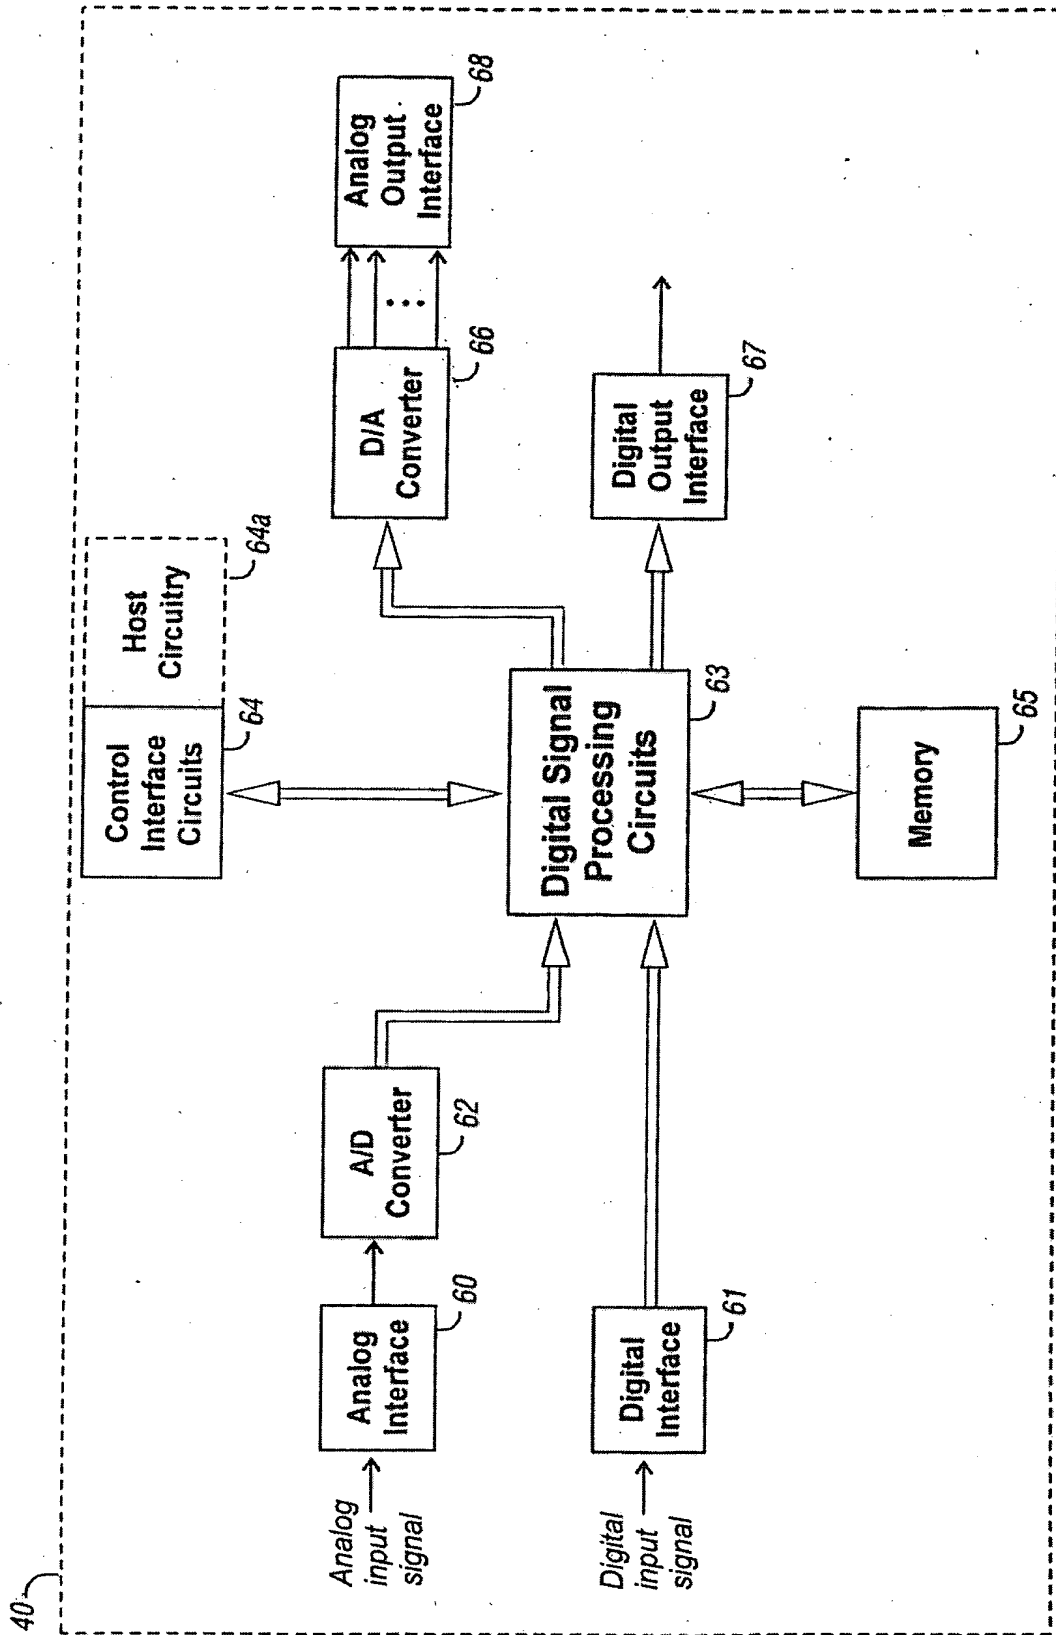 40
Analog
input
signal
Analog
Interface
60
A/D
Converter
62
Digital
input
signal
Digital
Interface
61
Control
Interface
Circuits
64
Host
Circuitry
64a
Digital Signal
Processing
Circuits
63
Memory
65
D/A
Converter
66
Analog
Output
Interface
68
Digital
Output
Interface
67